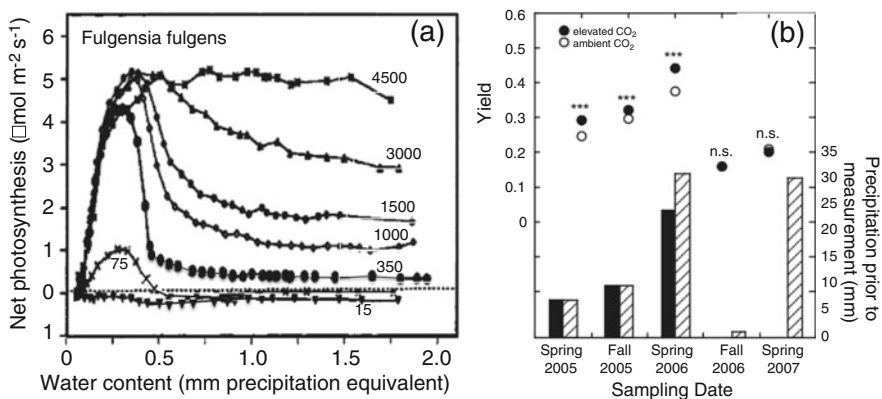 Fulgensia fulgens
(a)
Net photosynthesis (□mol m-2 s-1)
6
5
4
3
2
1
0
1
4500
3000
1500
1000
350
75
15
0
0.5
1.0
1.5
2.0
Water content (mm precipitation equivalent)
(b)
elevated CO2
ambient CO2
Yield
0.6
0.5
0.4
0.3
0.2
0.1
0
***
***
***
n.s.
n.s.
35
30
25
20
15
10
5
0
Precipitation prior to
measurement (mm)
Spring
2005
Fall
2005
Spring
2006
Fall
2006
Spring
2007
Sampling Date